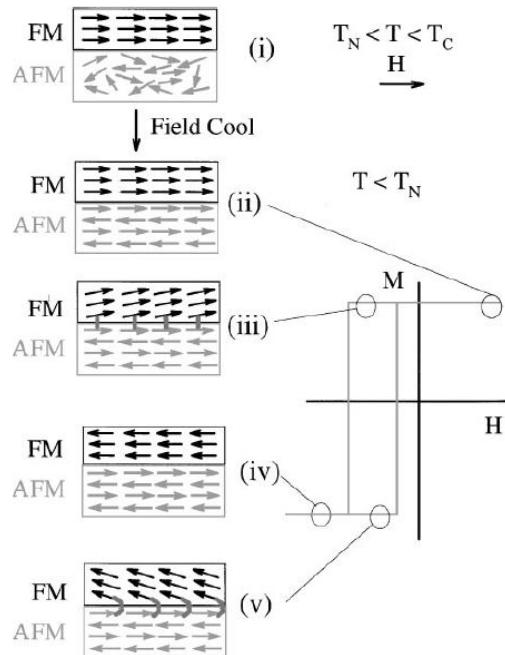 FM
AFM
(i)
T_N < T < T_C
H
Field Cool
FM
AFM
(ii)
T < T_N
M
FM
AFM
(iii)
H
FM
AFM
(iv)
FM
AFM
(v)